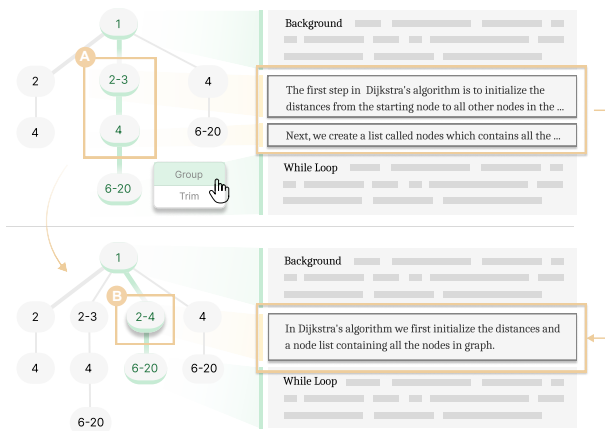 1
Background
A
2
2-3
4
The first step in Dijkstra's algorithm is to initialize the
distances from the starting node to all other nodes in the ...
4
4
6-20
Next, we create a list called nodes which contains all the ...
While Loop
6-20
Group
Trim
1
Background
B
2
2-3
2-4
4
In Dijkstra's algorithm we first initialize the distances and
a node list containing all the nodes in graph.
4
4
6-20
6-20
While Loop
6-20